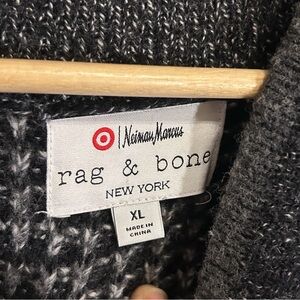 Neiman Marcus
rag & bone
NEW YORK
XL
MADE IN
CHINA